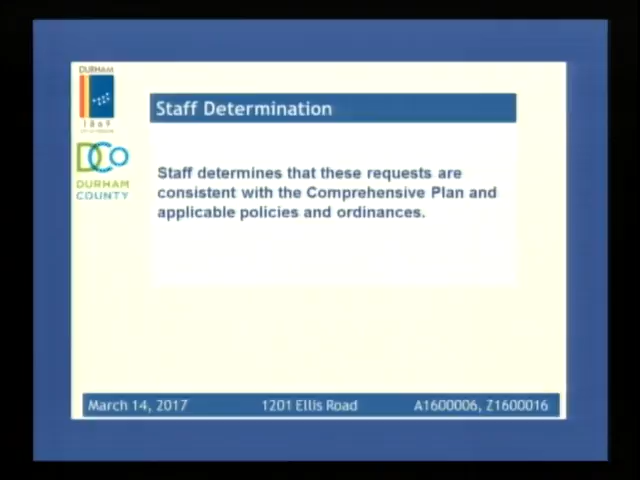 DURHAM
1869
DCo
DURHAM
COUNTY
Staff Determination
Staff determines that these requests are
consistent with the Comprehensive Plan and
applicable policies and ordinances.
March 14, 2017 1201 Ellis Road A1600006, Z1600016